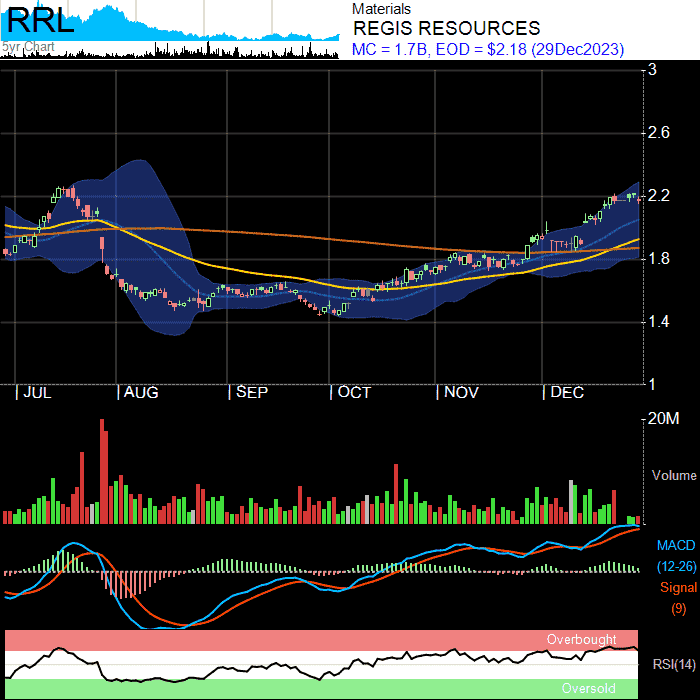 RRL
5yr Chart
Materials
REGIS RESOURCES
MC = 1.7B, EOD = $2.18 (29Dec2023)
3
2.6
2.2
1.8
1.4
1
JUL
AUG
SEP
OCT
NOV
DEC
20M
Volume
MACD
(12-26)
Signal
(9)
Overbought
RSI(14)
Oversold